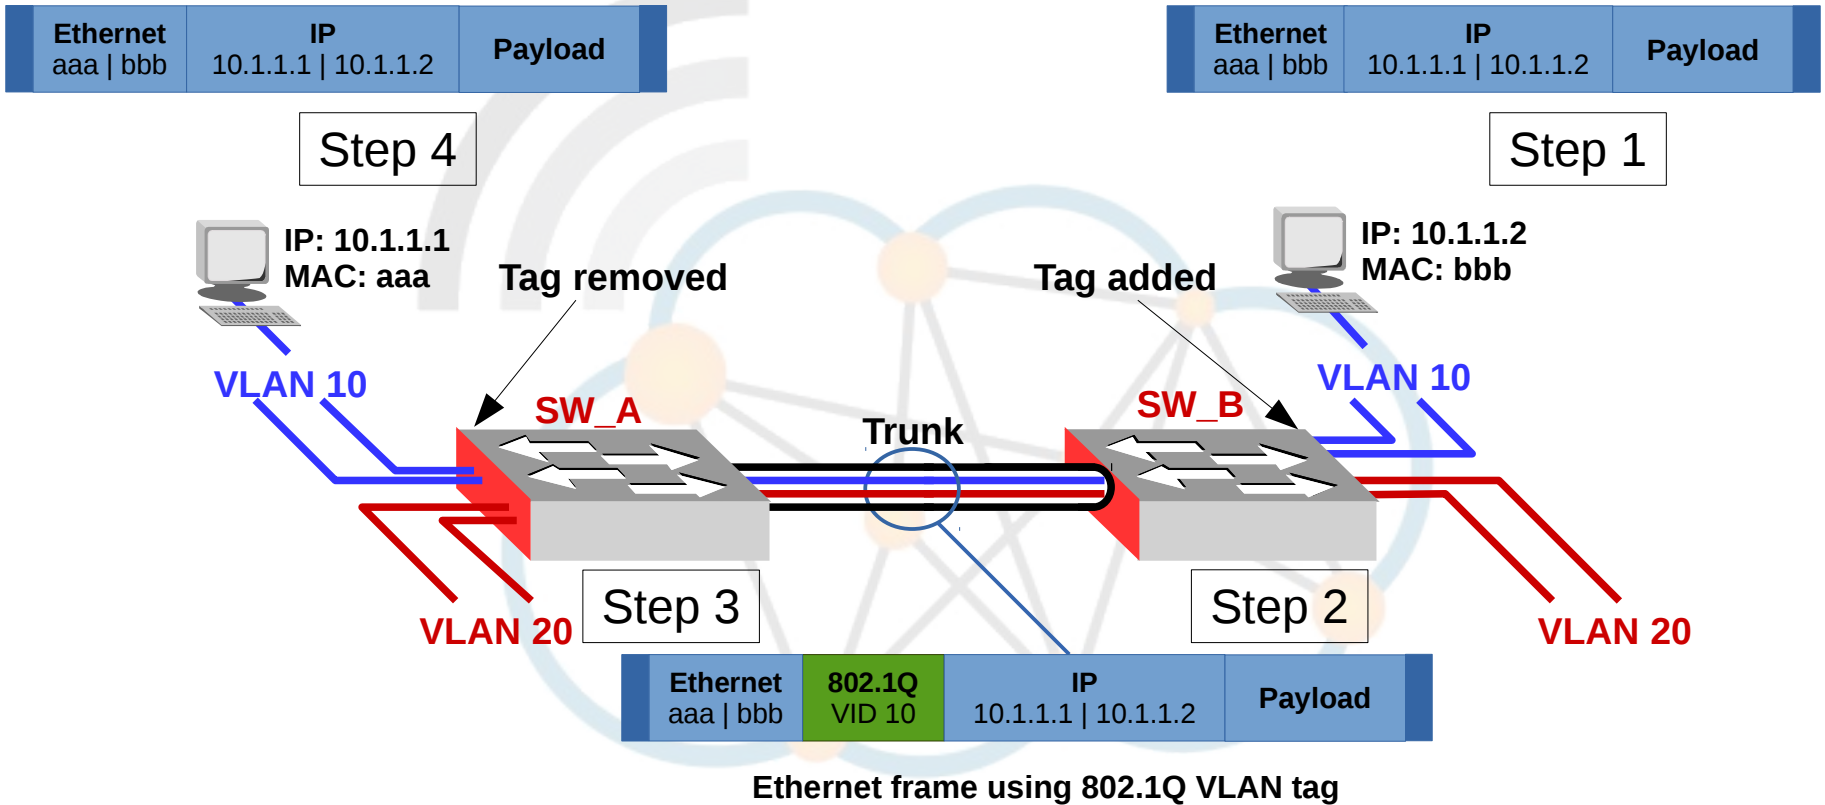 Ethernet
aaa | bbb
IP
10.1.1.1 | 10.1.1.2
Payload
Ethernet
aaa | bbb
IP
10.1.1.1 | 10.1.1.2
Payload
Step 4
Step 1
IP: 10.1.1.1
MAC: aaa
Tag removed
Tag added
IP: 10.1.1.2
MAC: bbb
VLAN 10
VLAN 10
SW_A
SW_B
Trunk
Step 3
Step 2
VLAN 20
VLAN 20
Ethernet
aaa | bbb
802.1Q
VID 10
IP
10.1.1.1 | 10.1.1.2
Payload
Ethernet frame using 802.1Q VLAN tag